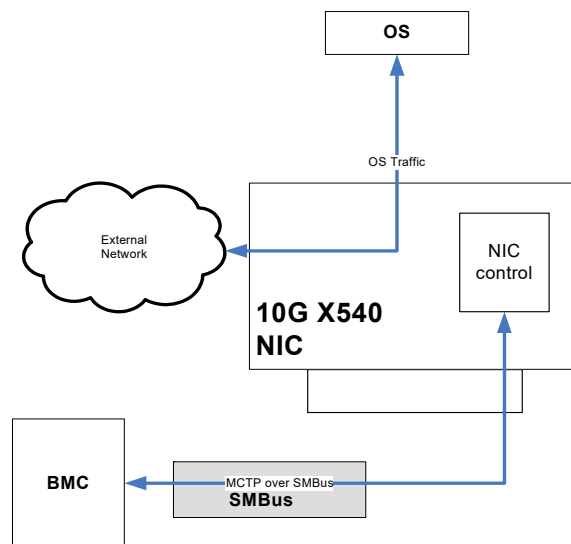 OS
OS Traffic
External
Network
NIC
control
10G X540
NIC
BMC
MCTP over SMBus
SMBus